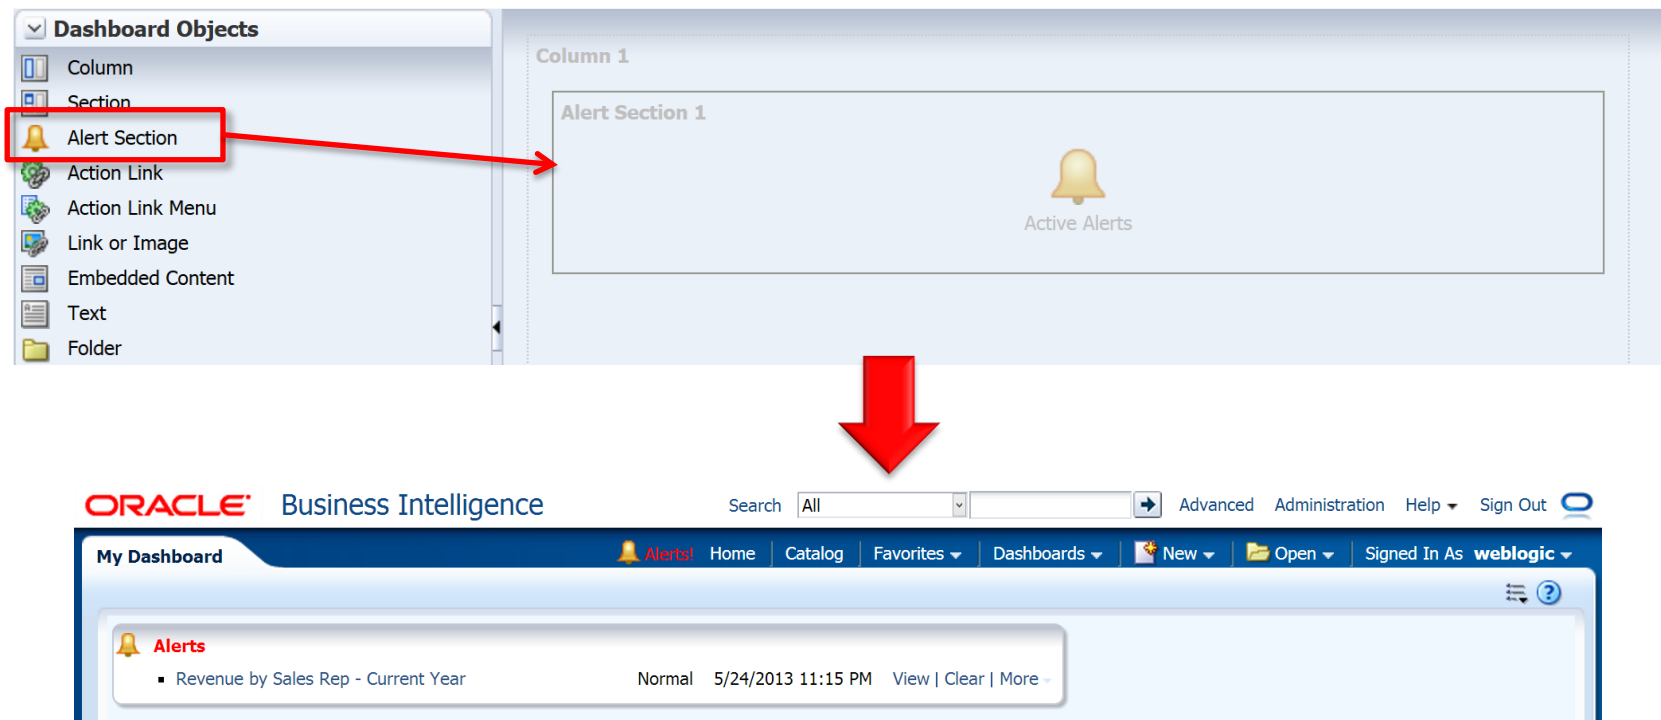 Dashboard Objects
Column
Section
Alert Section
Action Link
Action Link Menu
Link or Image
Embedded Content
Text
Folder
Column 1
Alert Section 1
Active Alerts
ORACLE Business Intelligence
Search All Advanced Administration Help Sign Out
My Dashboard Alerts! Home Catalog Favorites Dashboards New Open Signed In As weblogic
Alerts
Revenue by Sales Rep - Current Year Normal 5/24/2013 11:15 PM View | Clear | More